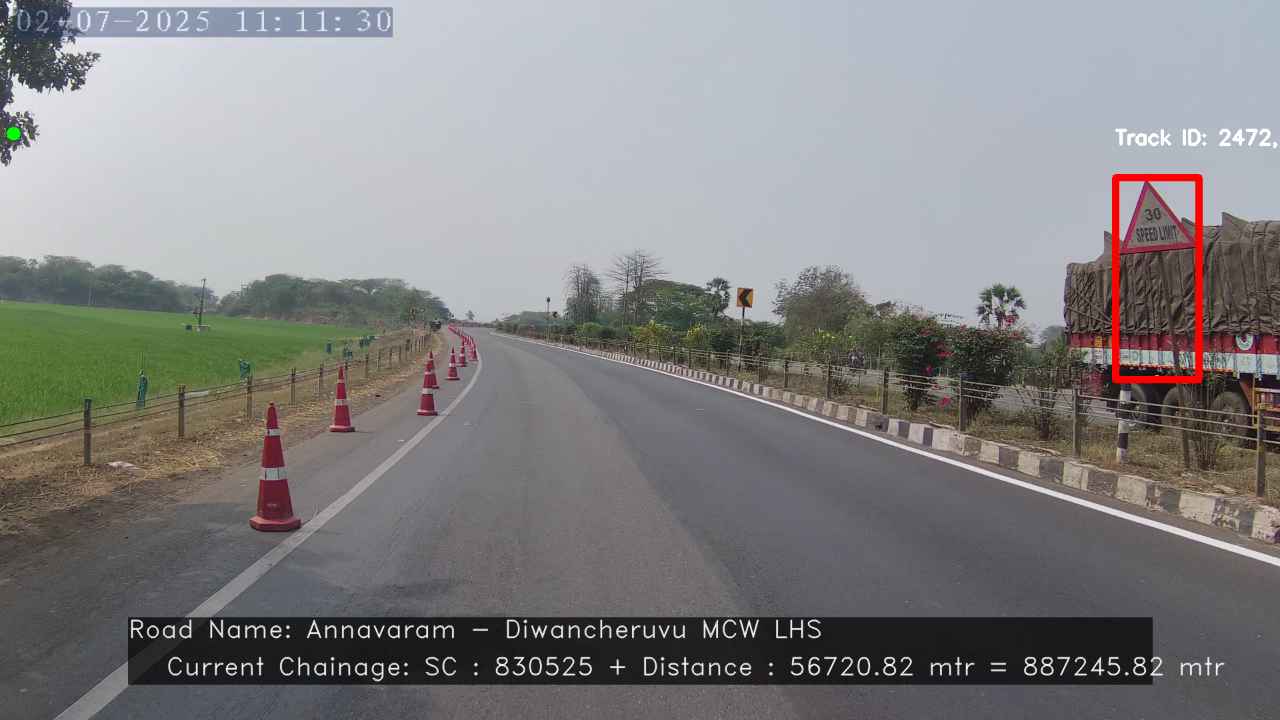 02-07-2025 11:11:30
Track ID: 2472,
30
SPEED LIMIT
Road Name: Annavaram - Diwancheruvu MCW LHS
Current Chainage: SC : 830525 + Distance : 56720.82 mtr = 887245.82 mtr